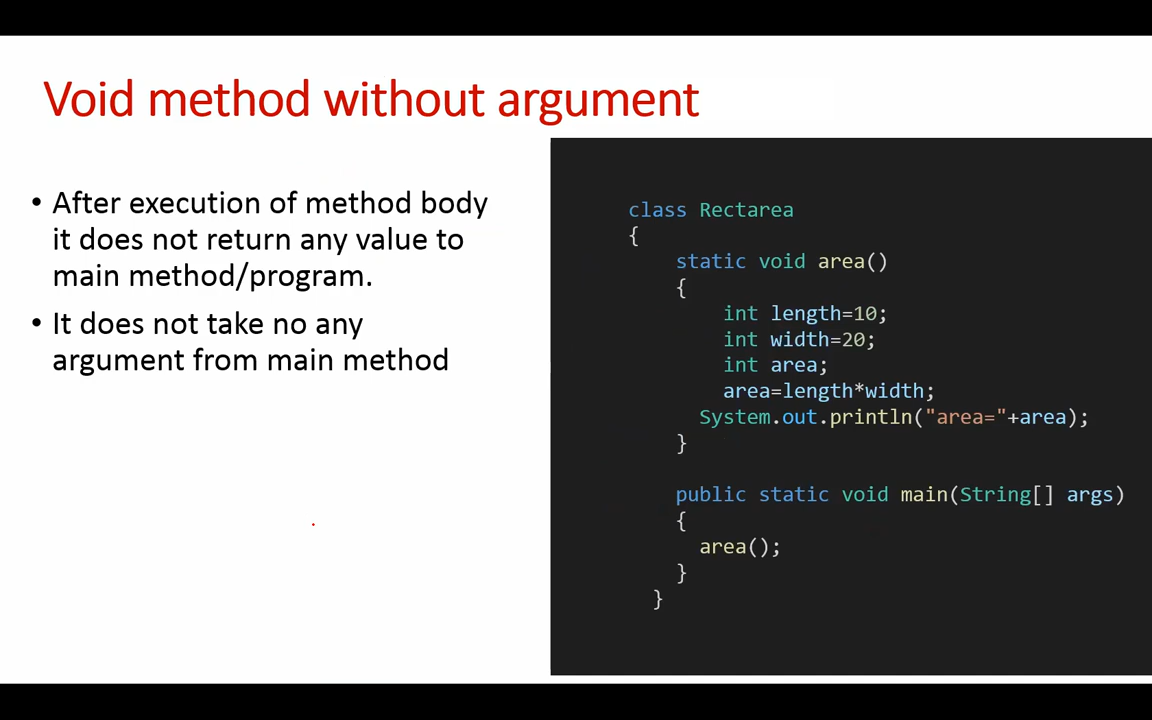 Void method without argument
• After execution of method body
it does not return any value to
main method/program.
• It does not take no any
argument from main method
class Rectarea
{
static void area()
{
int length=10;
int width=20;
int area;
area=length*width;
System.out.println("area="+area);
}
public static void main(String[] args)
{
area();
}
}